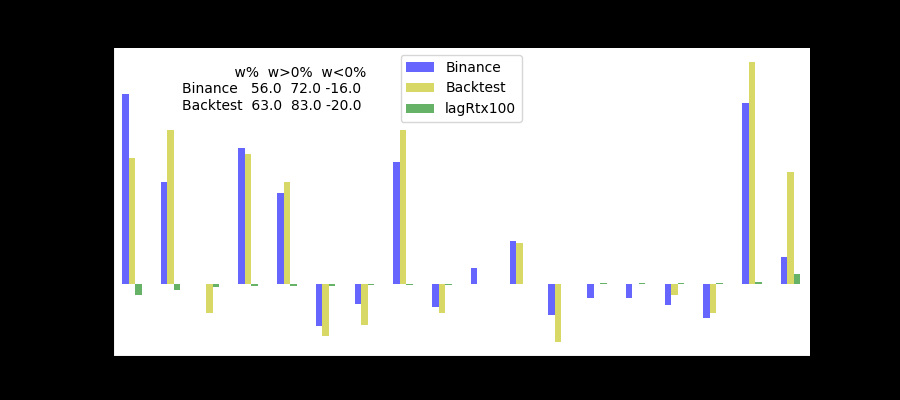 w%  w>0%  w<0%
Binance   56.0  72.0 -16.0
Backtest  63.0  83.0 -20.0
Binance
Backtest
lagRtx100